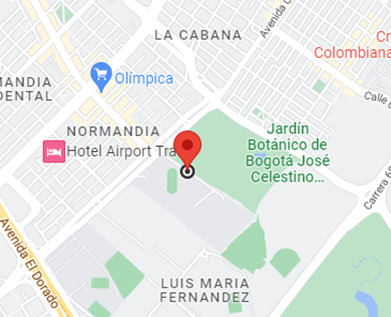 LA CABANA
Avenida C
Cr
Colombiana
Olímpica
MANDIA
DENTAL
Calle
NORMANDIA
Hotel Airport Tra
Jardín
Botánico de
Bogotá José
Celestino...
Carrera 6
Avenida El Dorado
LUIS MARIA
FERNANDEZ